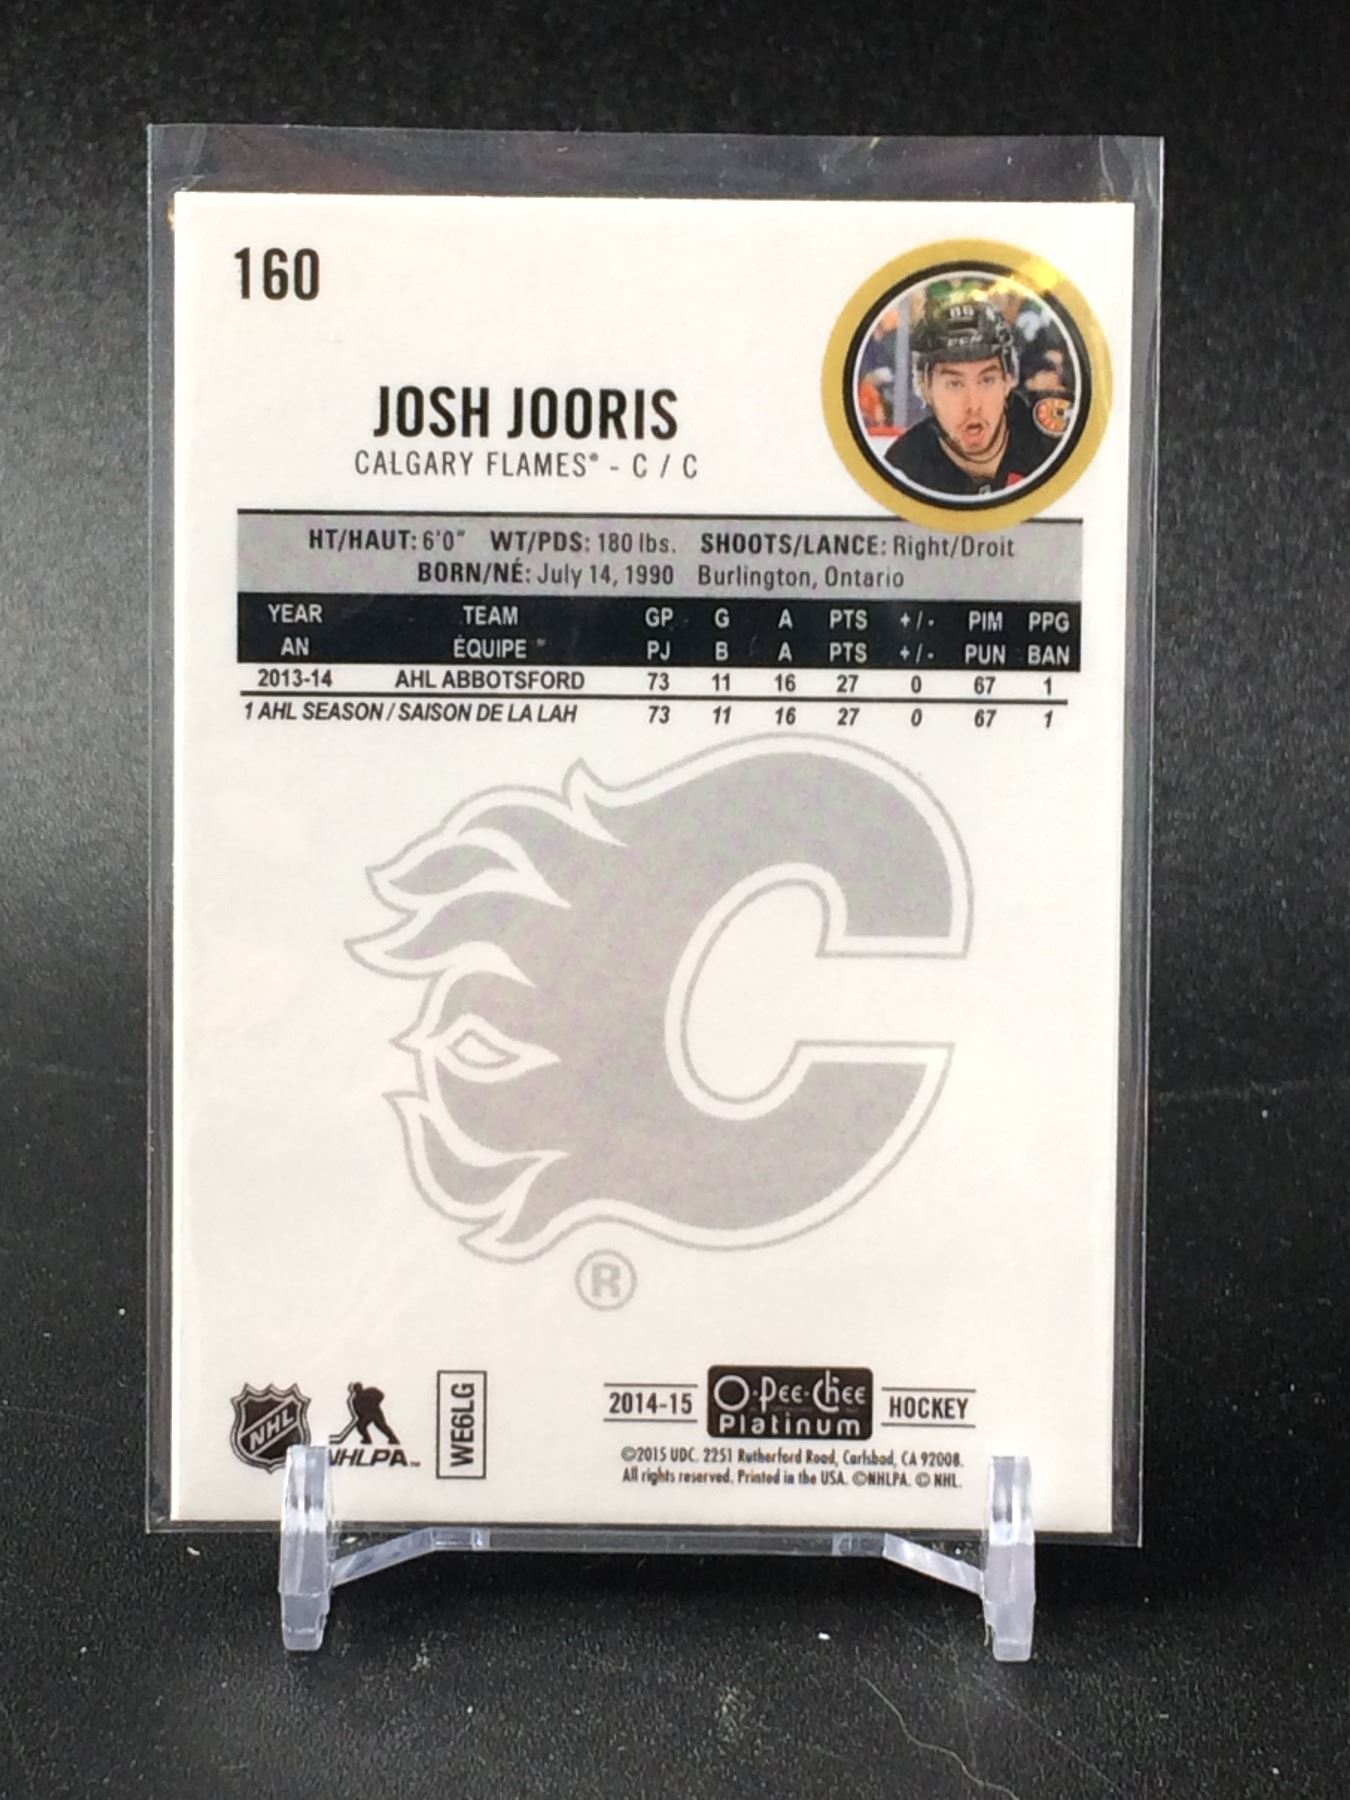 160
JOSH JOORIS
CALGARY FLAMES® - C / C
HT/HAUT: 6'0" WT/PDS: 180 lbs. SHOOTS/LANCE: Right/Droit
BORN/NÉ: July 14, 1990 Burlington, Ontario
YEAR TEAM GP G A PTS +/- PIM PPG
AN ÉQUIPE PJ B A PTS +/- PUN BAN
2013-14 AHL ABBOTSFORD 73 11 16 27 0 67 1
1 AHL SEASON / SAISON DE LA LAH 73 11 16 27 0 67 1
®
NHL
NHLPA™
WE6LG
2014-15 O-Pee-Chee Platinum HOCKEY
©2015 UDC. 2251 Rutherford Road, Carlsbad, CA 92008.
All rights reserved. Printed in the USA. ©NHLPA. © NHL.